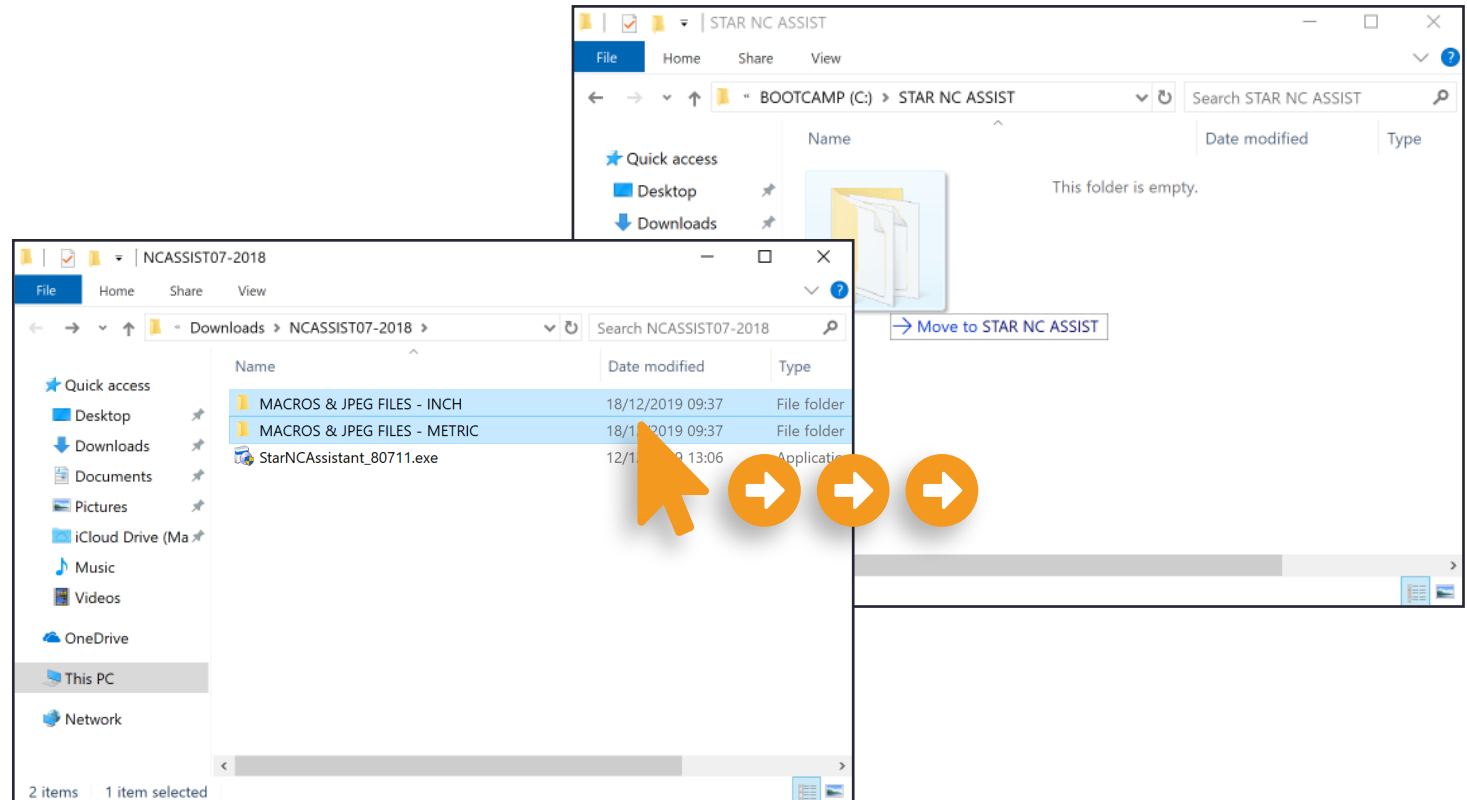 STAR NC ASSIST
File Home Share View
BOOTCAMP (C:) > STAR NC ASSIST Search STAR NC ASSIST
Name Date modified Type
Quick access
Desktop
Downloads
This folder is empty.
Move to STAR NC ASSIST
NCASSIST07-2018
File Home Share View
Downloads > NCASSIST07-2018 > Search NCASSIST07-2018
Name Date modified Type
Quick access
Desktop
Downloads
Documents
Pictures
iCloud Drive (Ma
Music
Videos
OneDrive
This PC
Network
MACROS & JPEG FILES - INCH 18/12/2019 09:37 File folder
MACROS & JPEG FILES - METRIC 09:37 File folder
StarNCAssistant_80711.exe 13:06
2 items 1 item selected